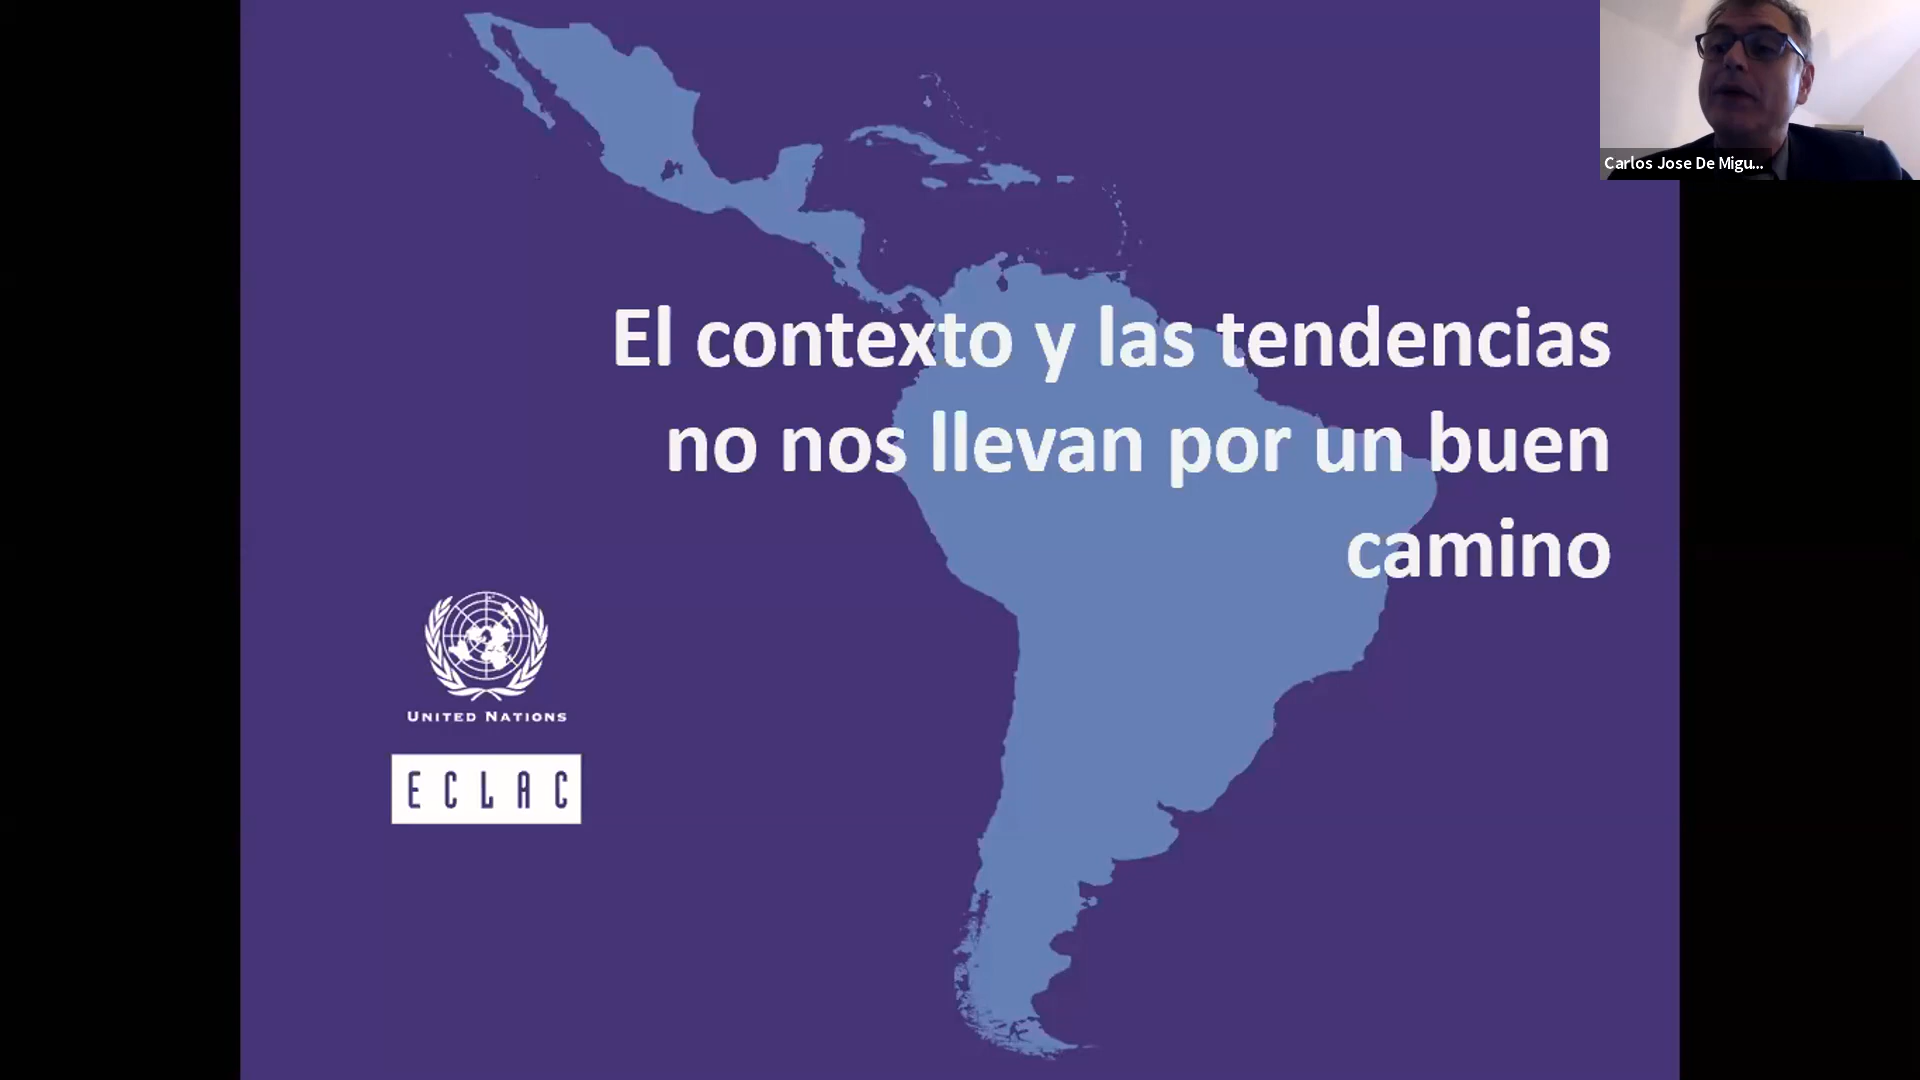 Carlos Jose De Migu...
El contexto y las tendencias
no nos llevan por un buen
camino
UNITED NATIONS
ECLAC